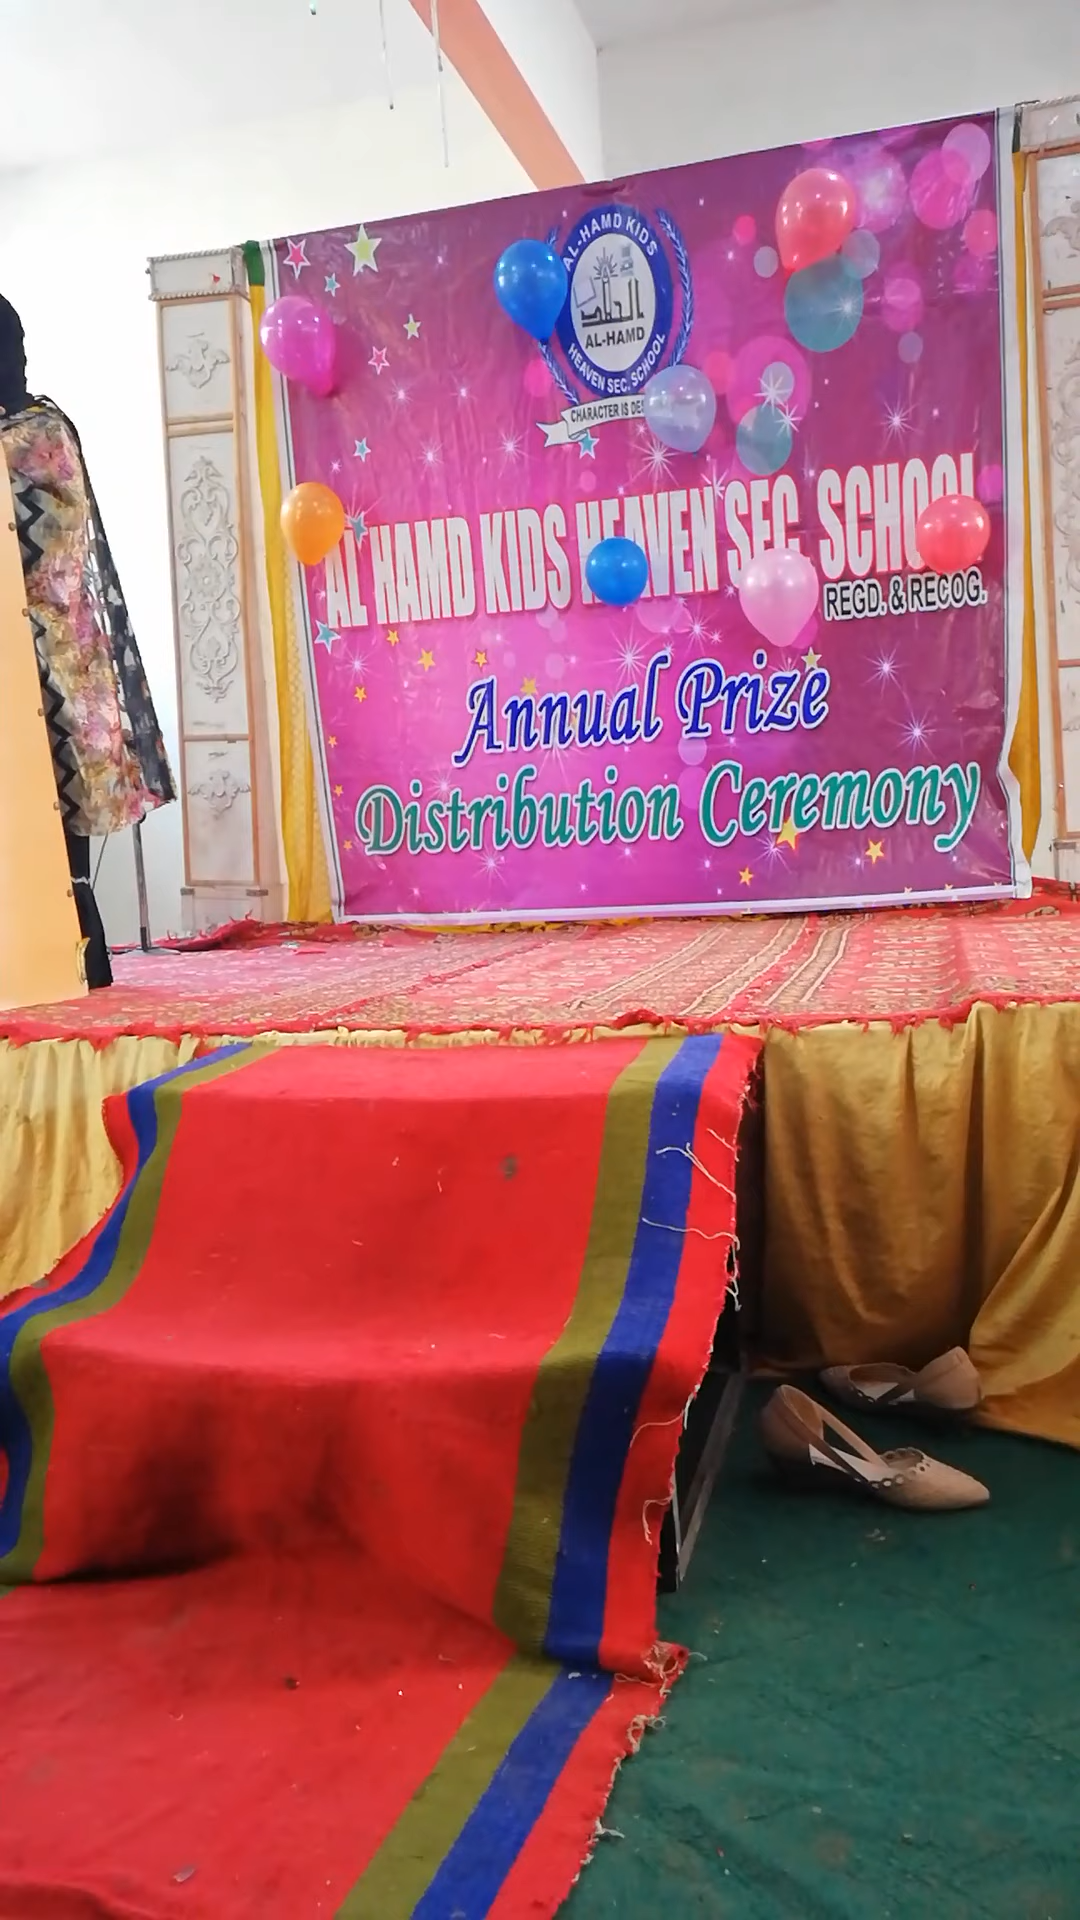 AL-HAMD KIDS
الحمد
AL-HAMD
HEAVEN SEC. SCHOOL
CHARACTER IS
AL HAMD KIDS HEAVEN SEC. SCHOOL
REGD. & RECOG.
Annual Prize
Distribution Ceremony